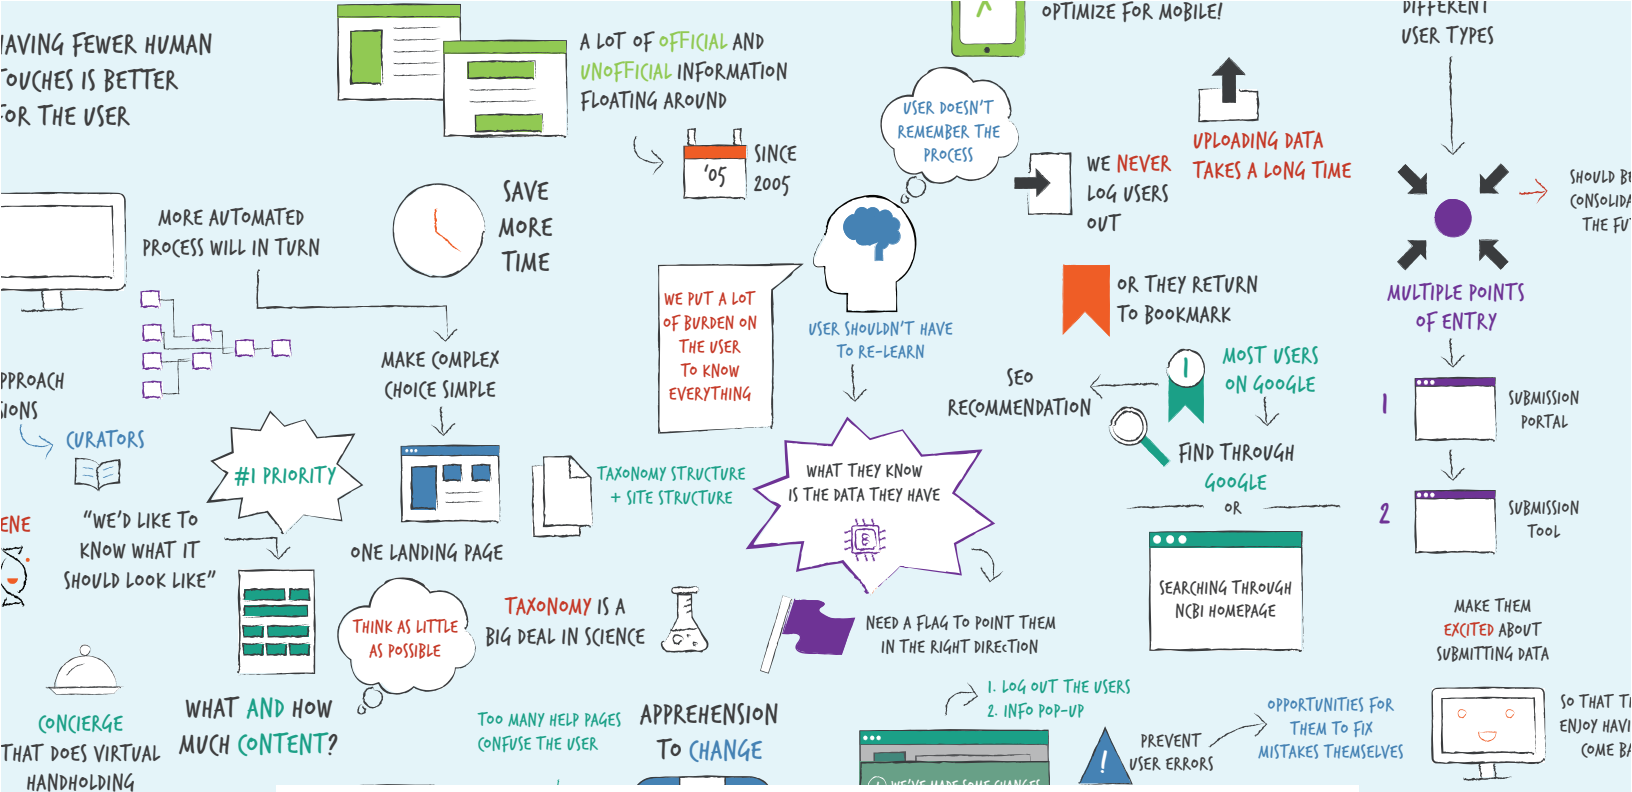 HAVING FEWER HUMAN
TOUCHES IS BETTER
FOR THE USER
A LOT OF OFFICIAL AND
UNOFFICIAL INFORMATION
FLOATING AROUND
'05
SINCE
2005
OPTIMIZE FOR MOBILE!
USER DOESN'T
REMEMBER THE
PROCESS
WE NEVER
LOG USERS
OUT
UPLOADING DATA
TAKES A LONG TIME
DIFFERENT
USER TYPES
SHOULD BE
THE
MORE AUTOMATED
PROCESS WILL IN TURN
SAVE
MORE
TIME
MAKE COMPLEX
CHOICE SIMPLE
ONE LANDING PAGE
WE PUT A LOT
OF BURDEN ON
THE USER
TO KNOW
EVERYTHING
USER SHOULDN'T HAVE
TO RE-LEARN
OR THEY RETURN
TO BOOKMARK
1
MOST USERS
ON GOOGLE
SEO
RECOMMENDATION
FIND THROUGH
GOOGLE
OR
SEARCHING THROUGH
NCBI HOMEPAGE
MULTIPLE POINTS
OF ENTRY
1
SUBMISSION
PORTAL
2
SUBMISSION
TOOL
CURATORS
#1 PRIORITY
"WE'D LIKE TO
KNOW WHAT IT
SHOULD LOOK LIKE"
TAXONOMY STRUCTURE
+ SITE STRUCTURE
WHAT THEY KNOW
IS THE DATA THEY HAVE
B
NEED A FLAG TO POINT THEM
IN THE RIGHT DIRECTION
THINK AS LITTLE
AS POSSIBLE
TAXONOMY IS A
BIG DEAL IN SCIENCE
CONCIERGE
THAT DOES VIRTUAL
HANDHOLDING
WHAT AND HOW
MUCH CONTENT?
TOO MANY HELP PAGES
CONFUSE THE USER
APPREHENSION
TO CHANGE
1. LOG OUT THE USERS
2. INFO POP-UP
WE'VE MADE SOME CHANGES
!
PREVENT
USER ERRORS
OPPORTUNITIES FOR
THEM TO FIX
MISTAKES THEMSELVES
MAKE THEM
EXCITED ABOUT
SUBMITTING DATA
SO THAT
ENJOY
COME